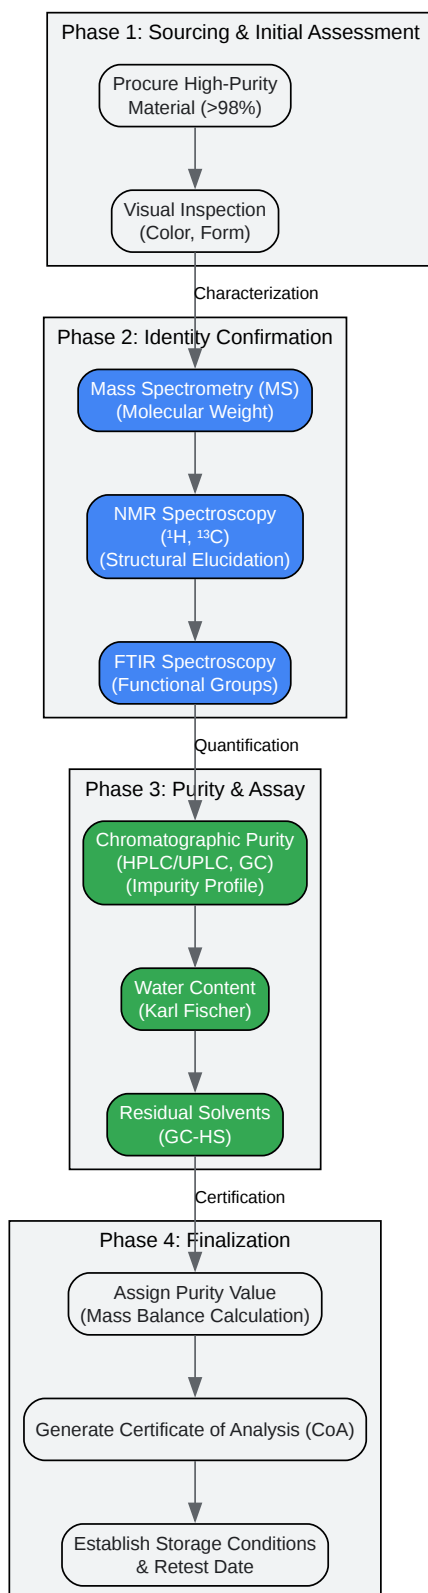 Phase 1: Sourcing & Initial Assessment
Procure High-Purity
Material (>98%)
Visual Inspection
(Color, Form)
Characterization
Phase 2: Identity Confirmation
Mass Spectrometry (MS)
(Molecular Weight)
NMR Spectroscopy
(¹H, ¹³C)
(Structural Elucidation)
FTIR Spectroscopy
(Functional Groups)
Quantification
Phase 3: Purity & Assay
Chromatographic Purity
(HPLC/UPLC, GC)
(Impurity Profile)
Water Content
(Karl Fischer)
Residual Solvents
(GC-HS)
Certification
Phase 4: Finalization
Assign Purity Value
(Mass Balance Calculation)
Generate Certificate of Analysis (CoA)
Establish Storage Conditions
& Retest Date